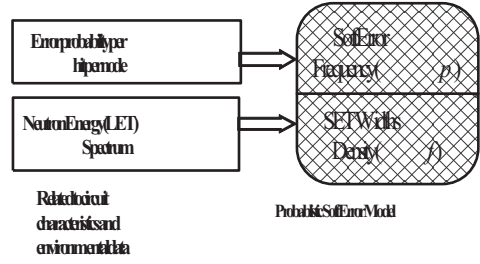 Error probability per
hit per node
Soft Error
Frequency( p )
Neutron Energy (LET)
Spectrum
SET Widths
Density( f )
Related to circuit
characteristics and
environmental data
Probabilistic Soft Error Model